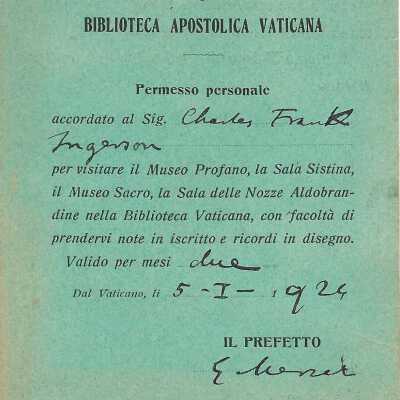 BIBLIOTECA APOSTOLICA VATICANA
Permesso personale
accordato al Sig. Charles Frank
Ingerson
per visitare il Museo Profano, la Sala Sistina,
il Museo Sacro, la Sala delle Nozze Aldobran-
dine nella Biblioteca Vaticana, con facoltà di
prendervi note in iscritto e ricordi in disegno.
Valido per mesi due
Dal Vaticano, li 5-I-1924
IL PREFETTO